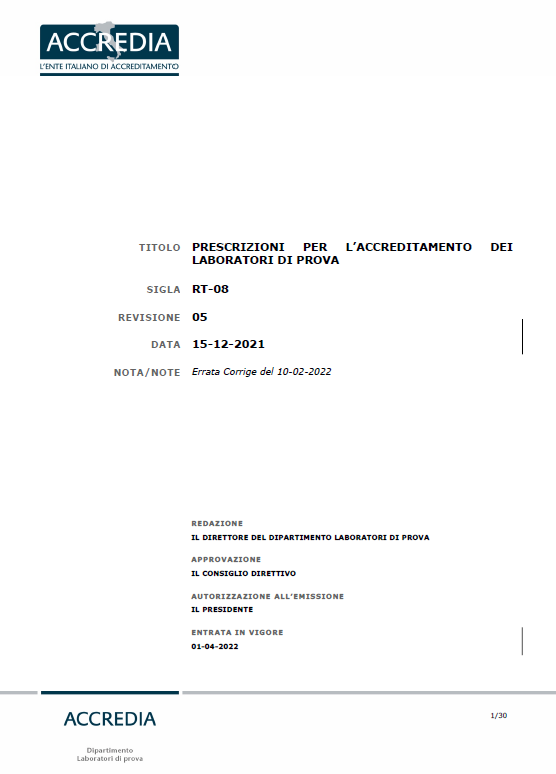 ACCREDIA
L'ENTE ITALIANO DI ACCREDITAMENTO
TITOLO PRESCRIZIONI PER L'ACCREDITAMENTO DEI
LABORATORI DI PROVA
SIGLA RT-08
REVISIONE 05
DATA 15-12-2021
NOTA/NOTE Errata Corrige del 10-02-2022
REDAZIONE
IL DIRETTORE DEL DIPARTIMENTO LABORATORI DI PROVA
APPROVAZIONE
IL CONSIGLIO DIRETTIVO
AUTORIZZAZIONE ALL'EMISSIONE
IL PRESIDENTE
ENTRATA IN VIGORE
01-04-2022
ACCREDIA
1/30
Dipartimento
Laboratori di prova